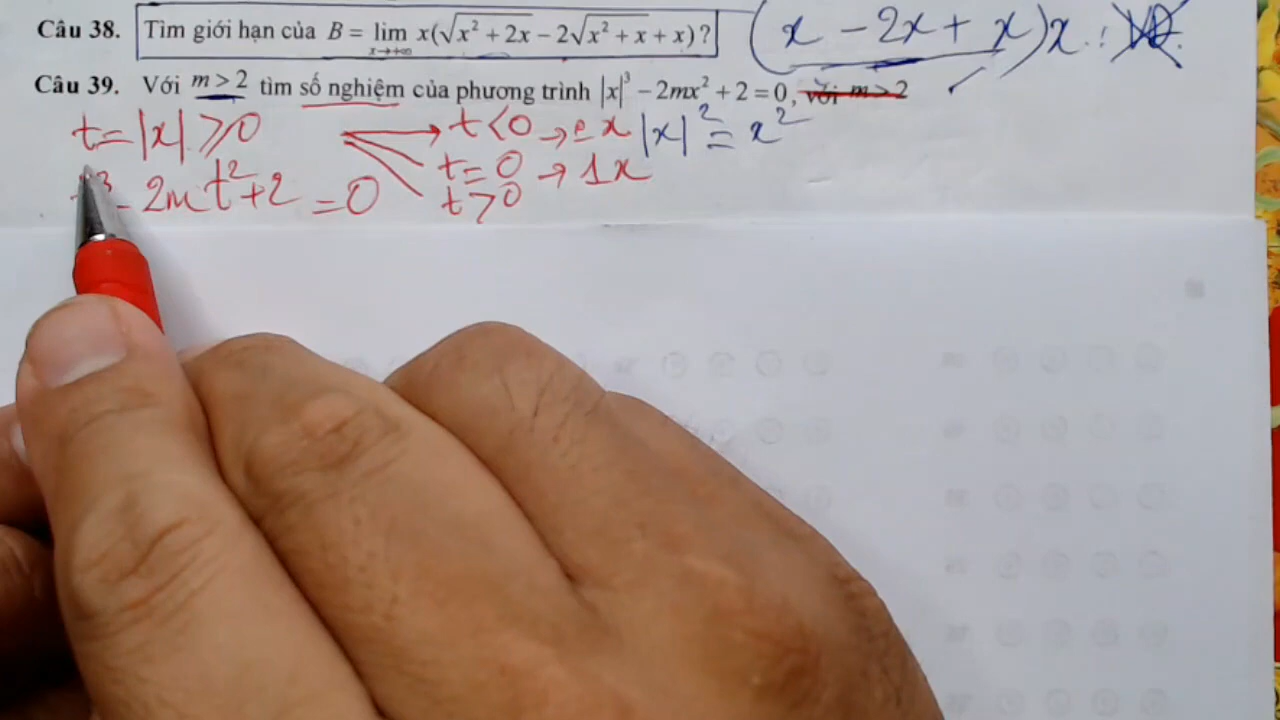 Câu 38. Tìm giới hạn của B = lim x→+∞ x(√x² + 2x − 2√x² + x + x) ? (x − 2x + x)x
Câu 39. Với m > 2 tìm số nghiệm của phương trình |x|³ − 2mx² + 2 = 0, với m > 2
t = |x| ⩾ 0 t < 0 → |x|² = x²
t = 0 → 1x
− 2mt² + 2 = 0 t > 0